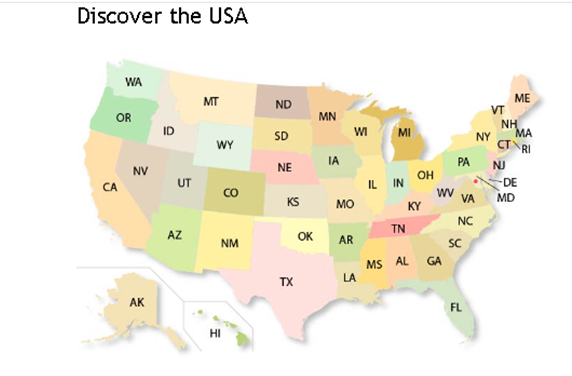 Discover the USA
WA
MT
ND
MN
ME
VT
OR
ID
SD
WI
MI
NY
NH
MA
WY
CT
RI
NV
NE
IA
PA
NJ
CA
UT
CO
IL
IN
OH
WV
DE
MD
VA
KS
MO
KY
NC
AZ
NM
OK
AR
TN
SC
TX
LA
MS
AL
GA
FL
AK
HI